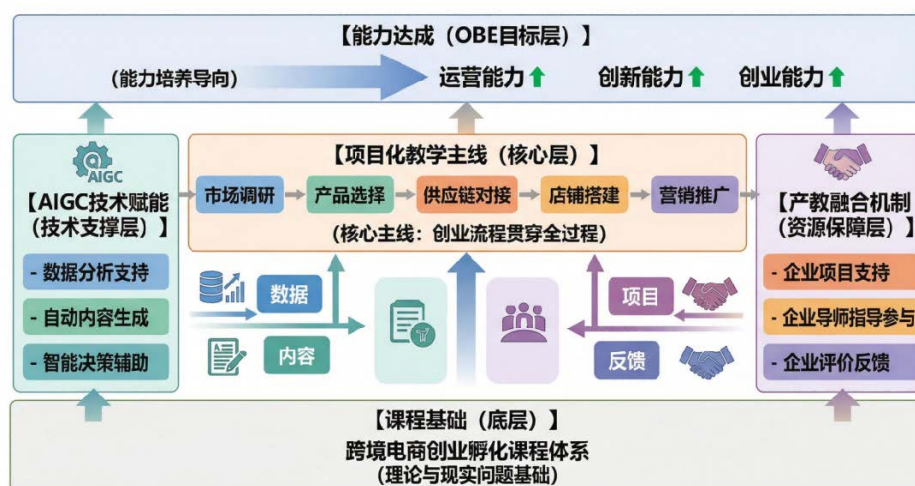 【能力达成（OBE目标层）】
（能力培养导向）
运营能力
创新能力
创业能力
AIGC
【AIGC技术赋能
（技术支撑层）】
- 数据分析支持
- 自动内容生成
- 智能决策辅助
【项目化教学主线（核心层）】
市场调研
产品选择
供应链对接
店铺搭建
营销推广
（核心主线：创业流程贯穿全过程）
数据
内容
项目
反馈
【产教融合机制
（资源保障层）】
- 企业项目支持
- 企业导师指导参与
- 企业评价反馈
【课程基础（底层）】
跨境电商创业孵化课程体系
（理论与现实问题基础）